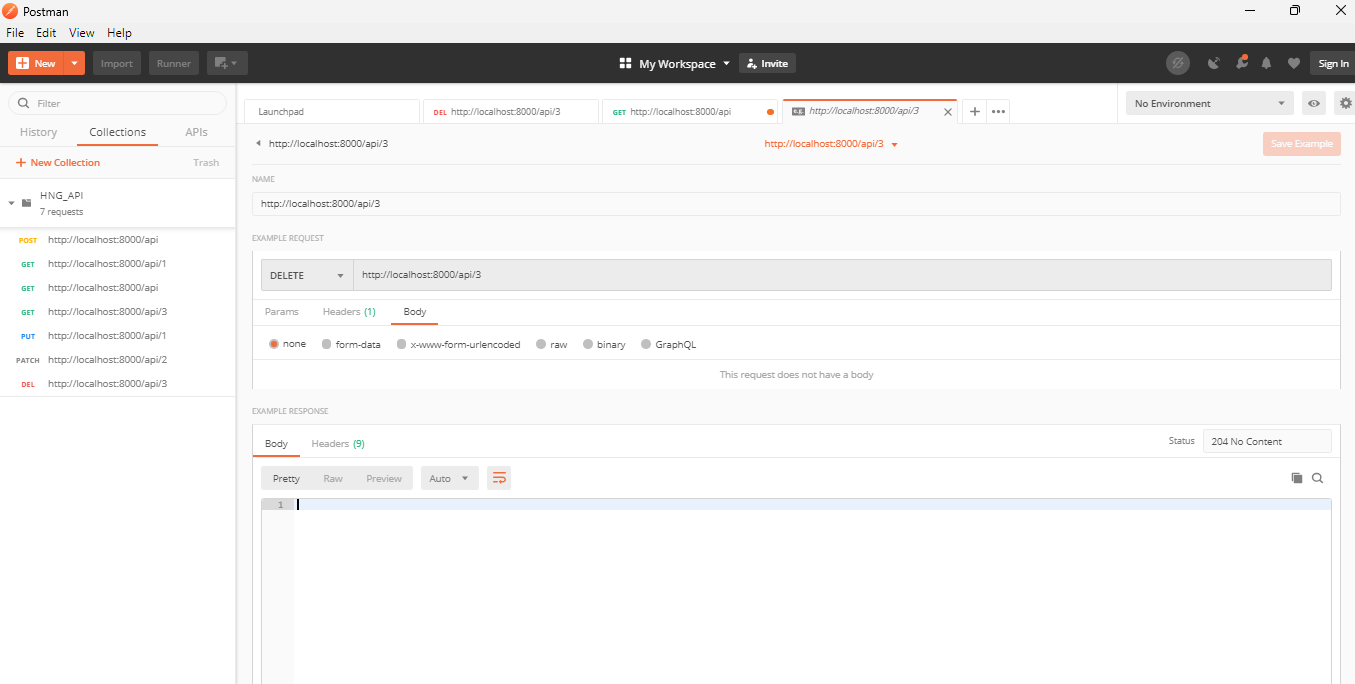 Postman
File Edit View Help
New Import Runner My Workspace Invite Sign In
Filter
History Collections APIs
New Collection Trash
HNG_API
7 requests
POST http://localhost:8000/api
GET http://localhost:8000/api/1
GET http://localhost:8000/api
GET http://localhost:8000/api/3
PUT http://localhost:8000/api/1
PATCH http://localhost:8000/api/2
DEL http://localhost:8000/api/3
Launchpad DEL http://localhost:8000/api/3 GET http://localhost:8000/api http://localhost:8000/api/3 No Environment
http://localhost:8000/api/3 http://localhost:8000/api/3 Save Example
NAME
http://localhost:8000/api/3
EXAMPLE REQUEST
DELETE http://localhost:8000/api/3
Params Headers (1) Body
none form-data x-www-form-urlencoded raw binary GraphQL
This request does not have a body
EXAMPLE RESPONSE
Body Headers (9) Status 204 No Content
Pretty Raw Preview Auto
1